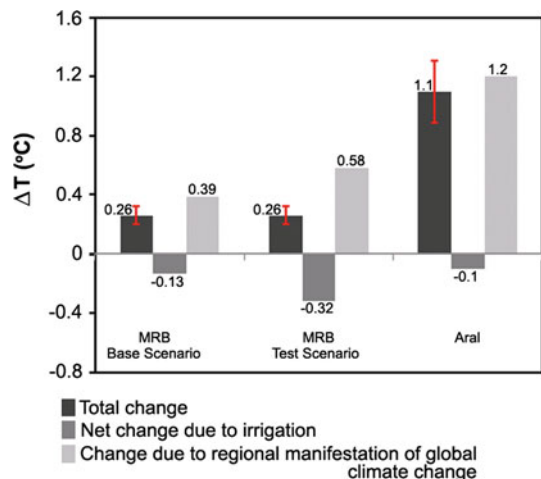 1.6
1.2
0.8
0.4
0
-0.4
-0.8
ΔT (°C)
0.26
0.39
-0.13
0.26
0.58
-0.32
1.1
1.2
-0.1
MRB
Base Scenario
MRB
Test Scenario
Aral
Total change
Net change due to irrigation
Change due to regional manifestation of global
climate change